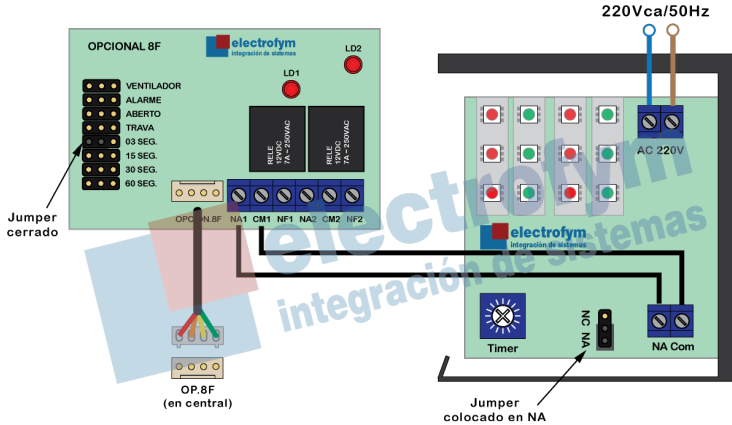 220Vca/50Hz
OPCIONAL 8F
electrofym
integración de sistemas
LD2
LD1
VENTILADOR
ALARME
ABERTO
TRAVA
03 SEG.
15 SEG.
30 SEG.
60 SEG.
RELE
12VDC
7A ~ 250VAC
RELE
12VDC
7A ~ 250VAC
AC 220V
Jumper
cerrado
OPCION.8F
NA1 CM1 NF1 NA2 CM2 NF2
electrofym
integración de sistemas
electrofym
integración de sistemas
Timer
NC NA
NA Com
OP.8F
(en central)
Jumper
colocado en NA